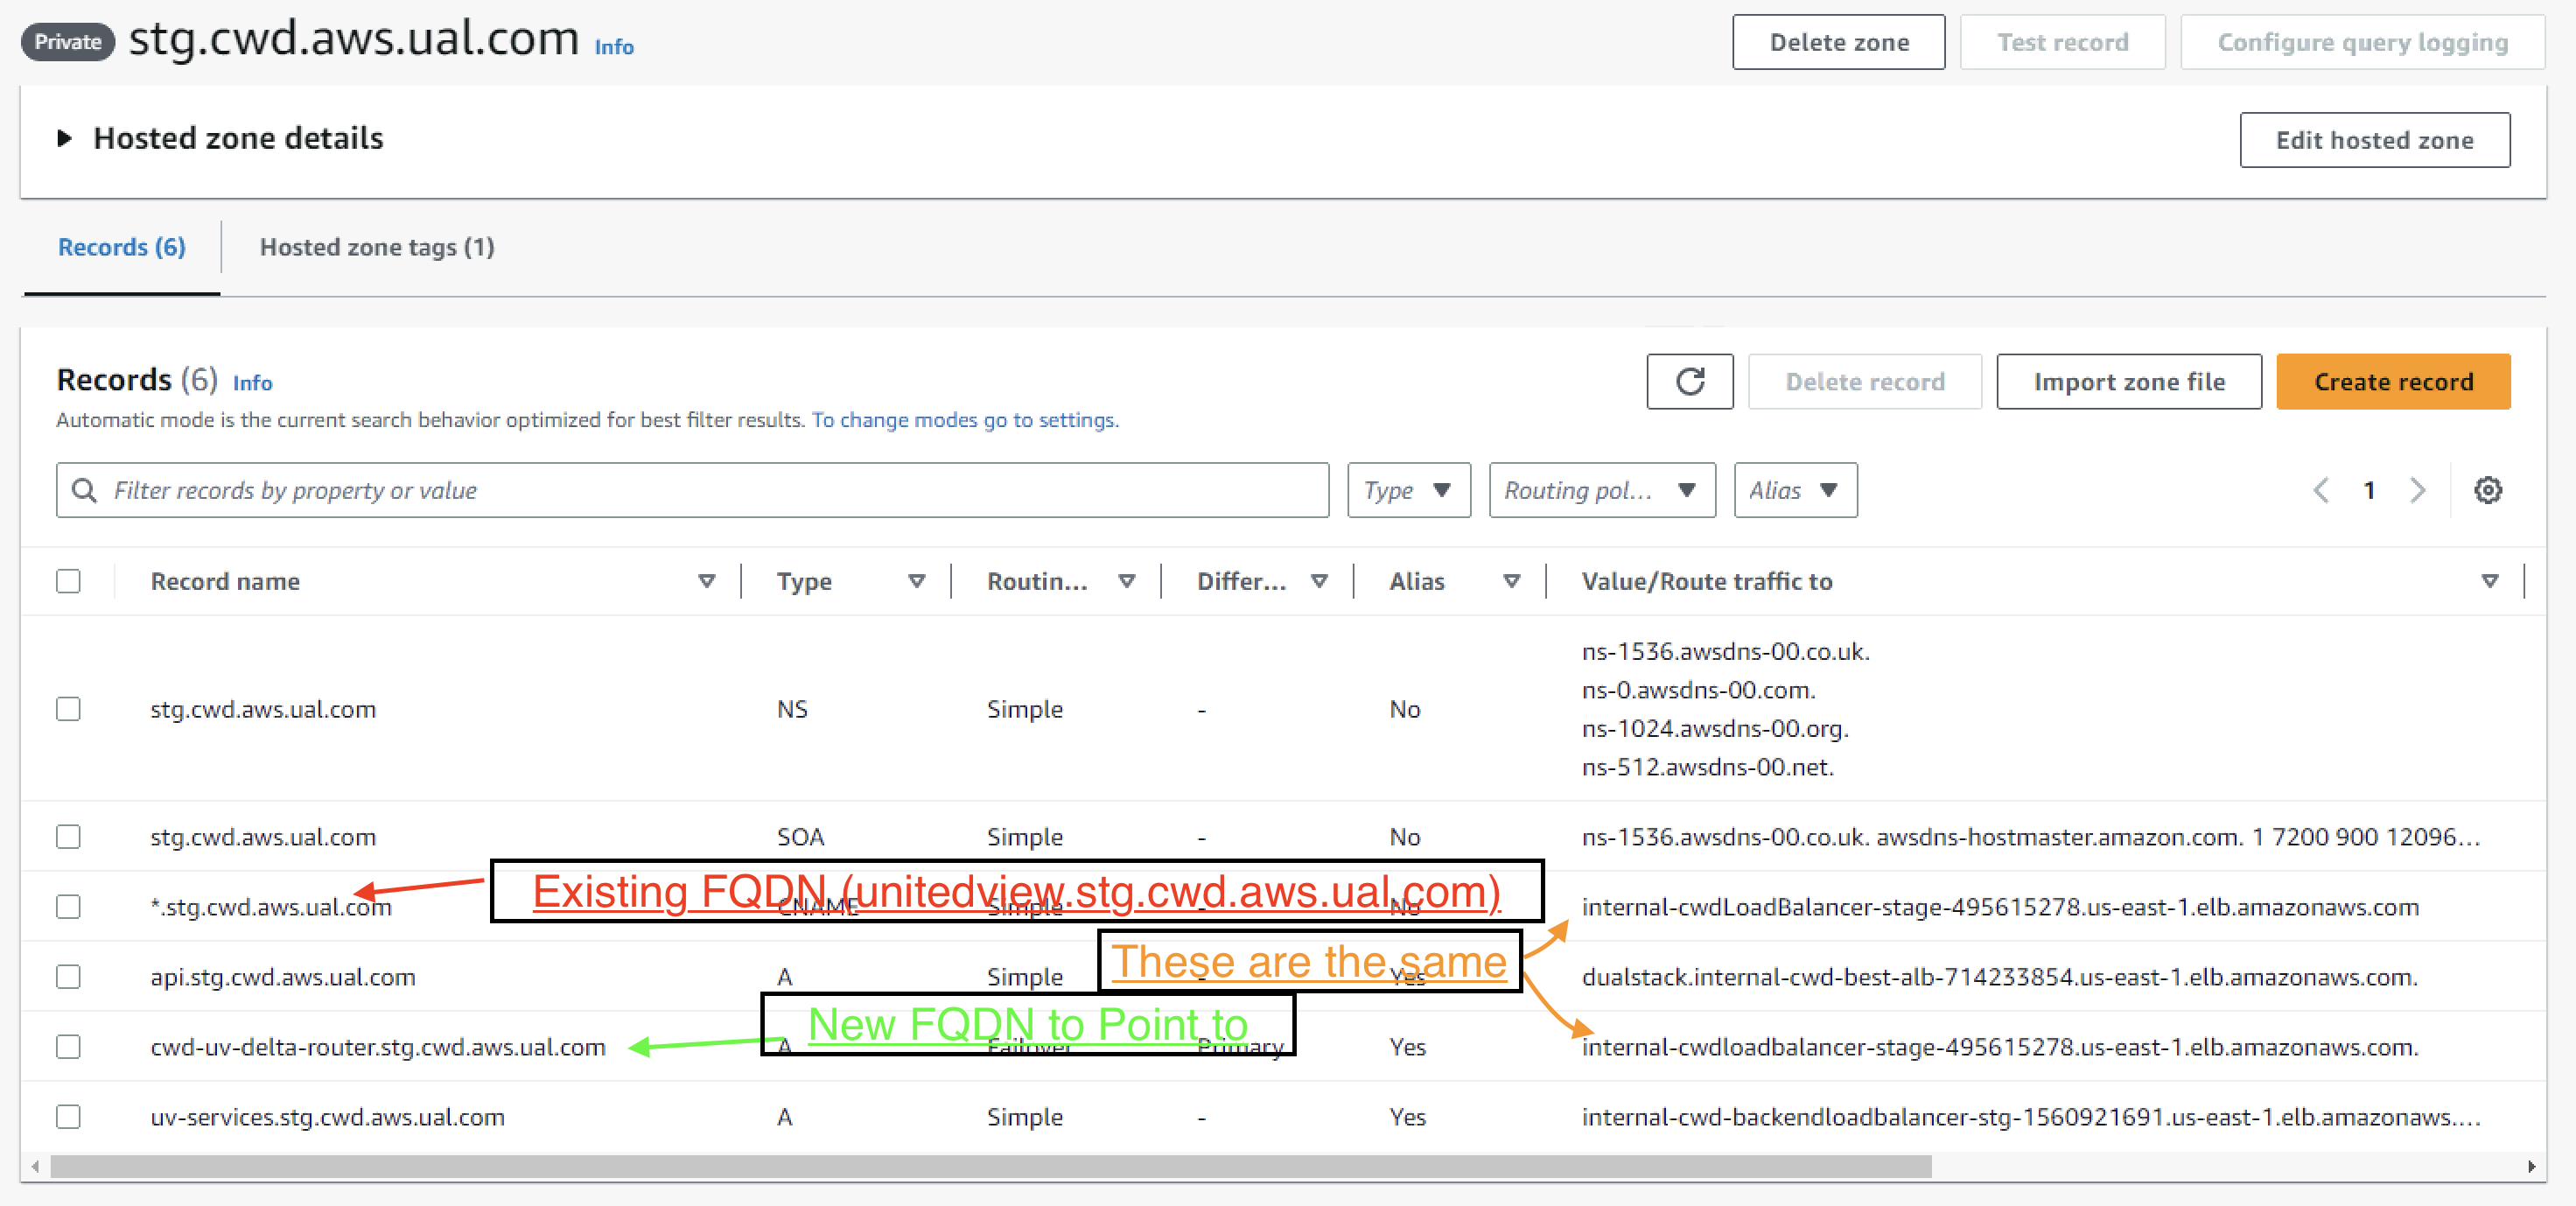 Private stg.cwd.aws.ual.com Info
Delete zone Test record Configure query logging
Hosted zone details
Edit hosted zone
Records (6) Hosted zone tags (1)
Records (6) Info
Delete record Import zone file Create record
Automatic mode is the current search behavior optimized for best filter results. To change modes go to settings.
Filter records by property or value Type Routing pol... Alias 1
Record name Type Routin... Differ... Alias Value/Route traffic to
ns-1536.awsdns-00.co.uk.
ns-0.awsdns-00.com.
stg.cwd.aws.ual.com NS Simple - No
ns-1024.awsdns-00.org.
ns-512.awsdns-00.net.
stg.cwd.aws.ual.com SOA Simple - No ns-1536.awsdns-00.co.uk. awsdns-hostmaster.amazon.com. 1 7200 900 12096...
Existing FQDN (unitedview.stg.cwd.aws.ual.com)
*.stg.cwd.aws.ual.com CNAME Simple - No internal-cwdLoadBalancer-stage-495615278.us-east-1.elb.amazonaws.com
These are the same
api.stg.cwd.aws.ual.com A Simple - Yes dualstack.internal-cwd-best-alb-714233854.us-east-1.elb.amazonaws.com.
New FQDN to Point to
cwd-uv-delta-router.stg.cwd.aws.ual.com A Failover Primary Yes internal-cwdloadbalancer-stage-495615278.us-east-1.elb.amazonaws.com.
uv-services.stg.cwd.aws.ual.com A Simple - Yes internal-cwd-backendloadbalancer-stg-1560921691.us-east-1.elb.amazonaws....